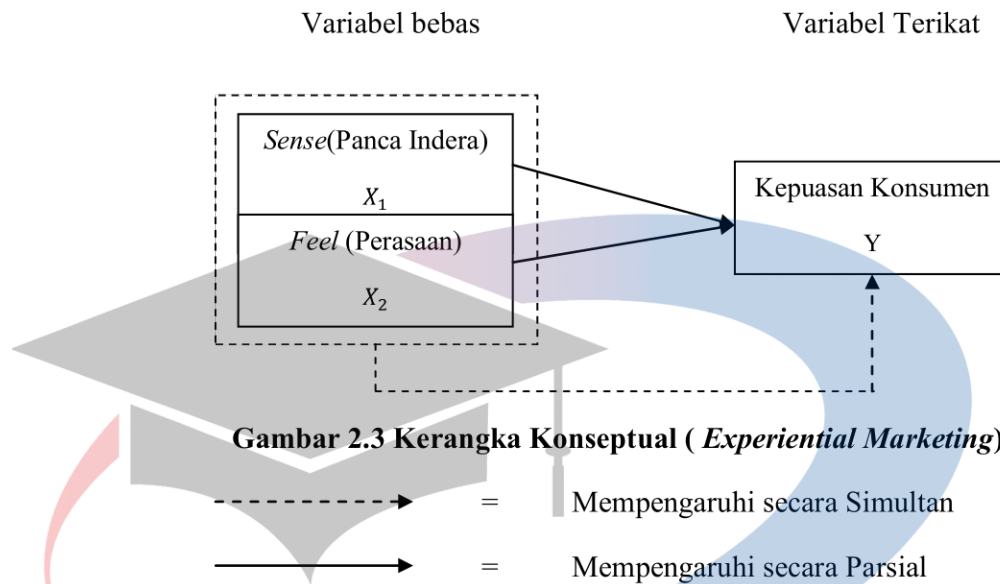 Variabel bebas Variabel Terikat
Sense(Panca Indera)
X₁
Feel (Perasaan)
X₂
Kepuasan Konsumen
Y
Gambar 2.3 Kerangka Konseptual ( Experiential Marketing)
= Mempengaruhi secara Simultan
= Mempengaruhi secara Parsial